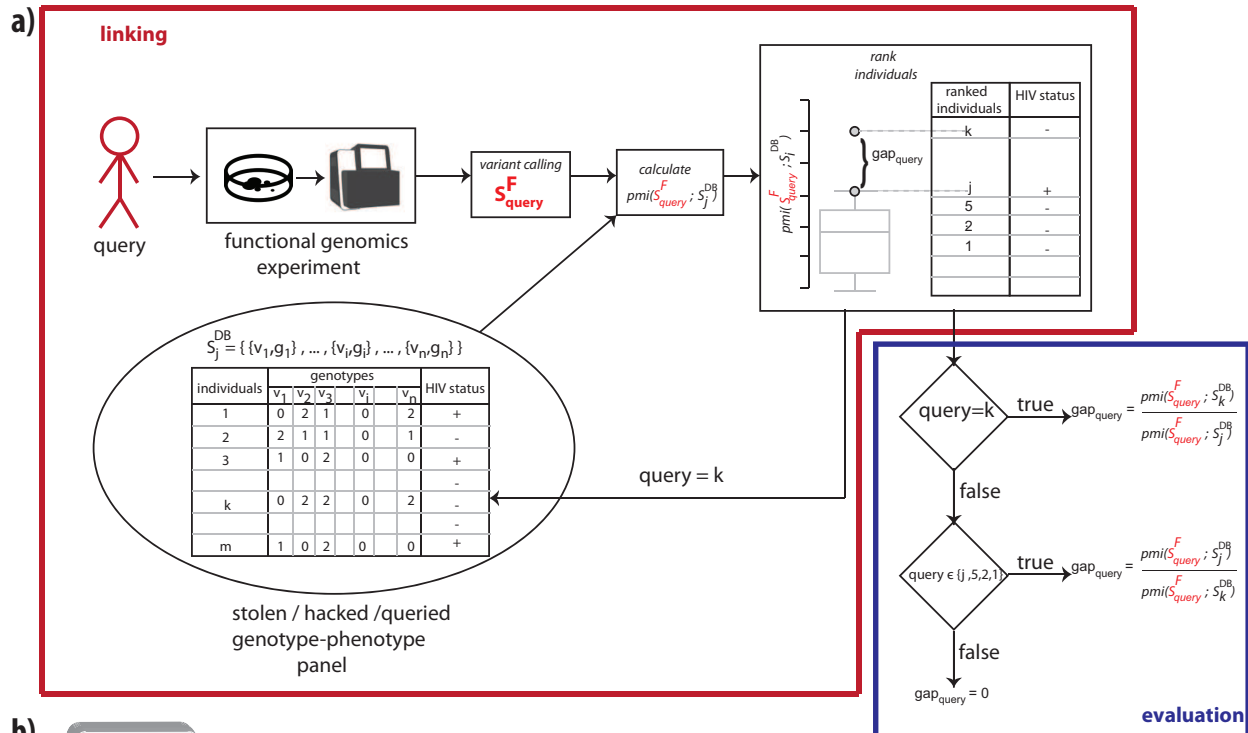 a)
linking
query
functional genomics
experiment
variant calling
S^F_query
calculate
pmi(S^F_query ; S^DB_j)
rank
individuals
pmi(S^F_query ; S^DB_i)
gap_query
ranked
individuals
HIV status
k -
j +
5 -
2 -
1 -
S^DB_j = { {v_1,g_1} , ... , {v_i,g_i} , ... , {v_n,g_n} }
individuals genotypes HIV status
v_1 v_2 v_3 v_i v_n
1 0 2 1 0 2 +
2 2 1 1 0 1 -
3 1 0 2 0 0 +
-
k 0 2 2 0 2 -
-
m 1 0 2 0 0 +
stolen / hacked /queried
genotype-phenotype
panel
query = k
query=k
true
gap_query = pmi(S^F_query ; S^DB_k)
pmi(S^F_query ; S^DB_j)
false
query ϵ {j ,5,2,1}
true
gap_query = pmi(S^F_query ; S^DB_j)
pmi(S^F_query ; S^DB_k)
false
gap_query = 0
evaluation
b)